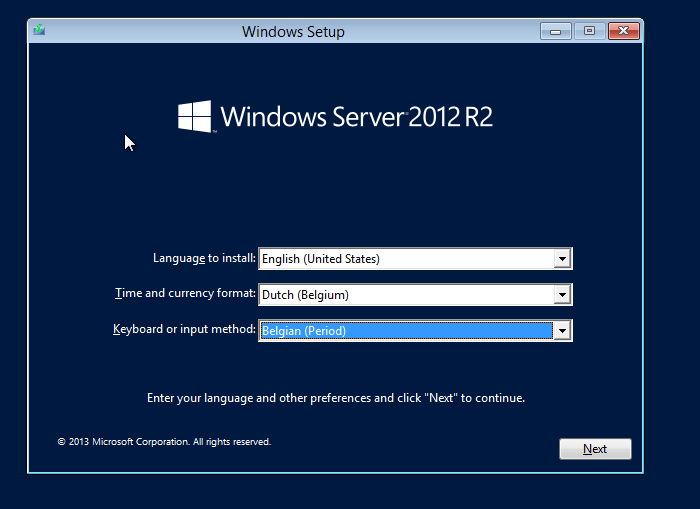 Windows Setup
Windows Server 2012 R2
Language to install: English (United States)
Time and currency format: Dutch (Belgium)
Keyboard or input method: Belgian (Period)
Enter your language and other preferences and click "Next" to continue.
© 2013 Microsoft Corporation. All rights reserved.
Next